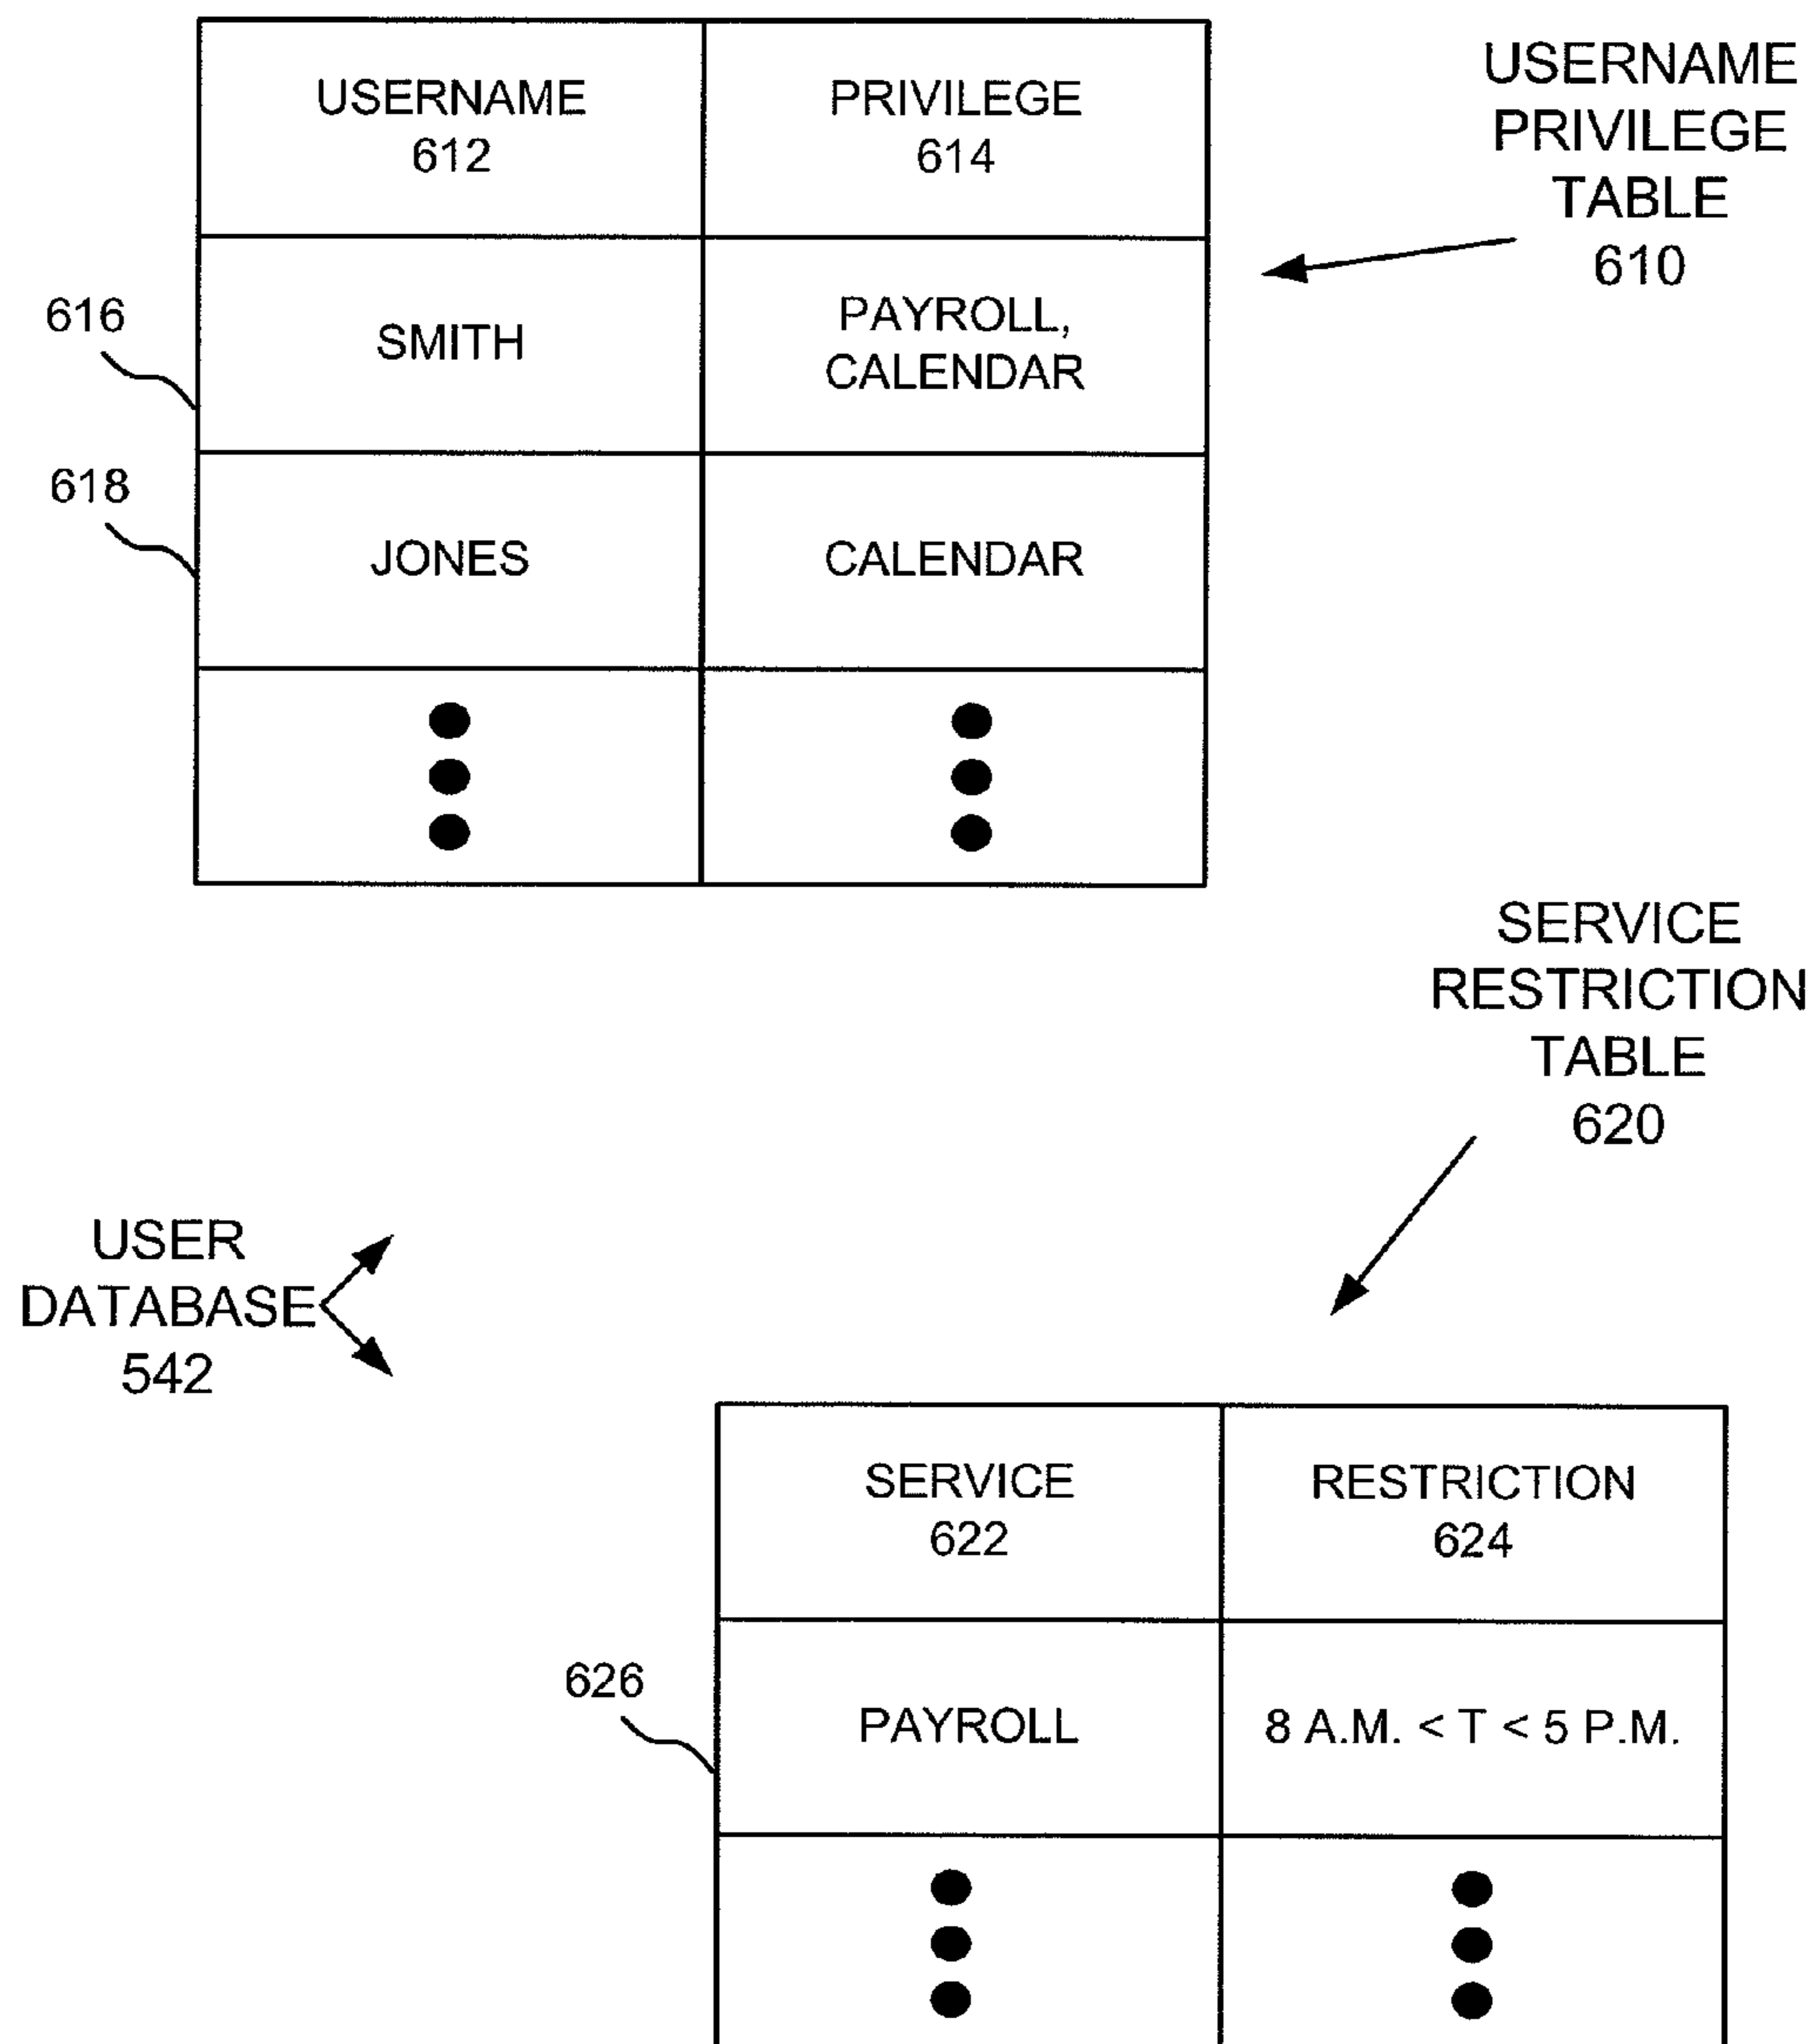 USERNAME
612
PRIVILEGE
614
USERNAME
PRIVILEGE
TABLE
610
616
SMITH
PAYROLL,
CALENDAR
618
JONES
CALENDAR
SERVICE
RESTRICTION
TABLE
620
USER
DATABASE
542
SERVICE
622
RESTRICTION
624
626
PAYROLL
8 A.M. < T < 5 P.M.